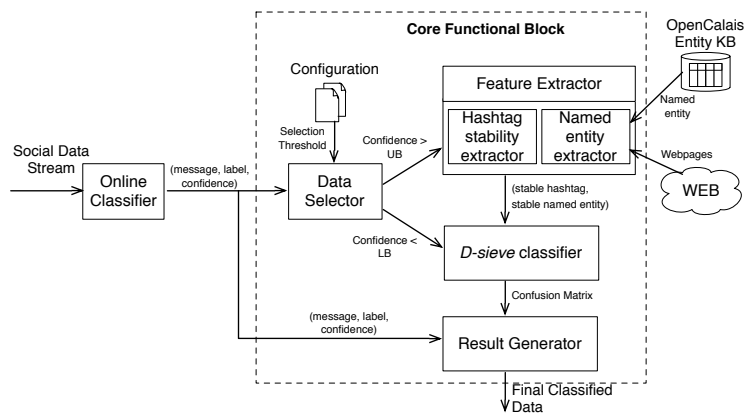 Core Functional Block
OpenCalais
Entity KB
Configuration
Feature Extractor
Named
entity
Selection
Threshold
Confidence >
UB
Hashtag
stability
extractor
Named
entity
extractor
Social Data
Stream
(message, label,
confidence)
Webpages
Online
Classifier
Data
Selector
WEB
(stable hashtag,
stable named entity)
Confidence <
LB
D-sieve classifier
Confusion Matrix
(message, label,
confidence)
Result Generator
Final Classified
Data